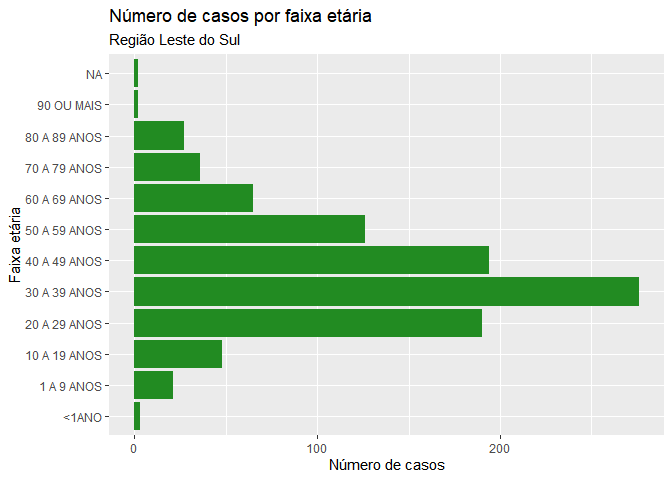 Número de casos por faixa etária
Região Leste do Sul
Faixa etária
NA
90 OU MAIS
80 A 89 ANOS
70 A 79 ANOS
60 A 69 ANOS
50 A 59 ANOS
40 A 49 ANOS
30 A 39 ANOS
20 A 29 ANOS
10 A 19 ANOS
1 A 9 ANOS
<1ANO
0 100 200
Número de casos